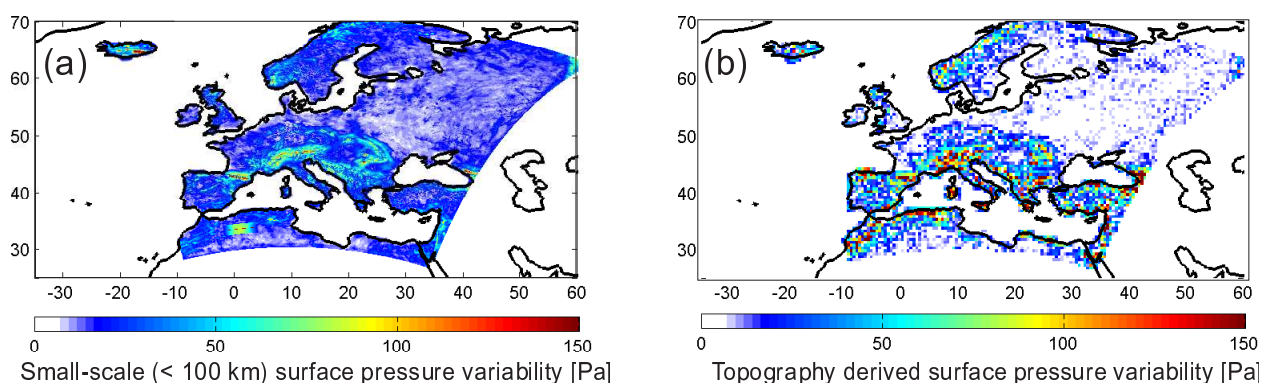 (a)
70
60
50
40
30
-30 -20 -10 0 10 20 30 40 50 60
0 50 100 150
Small-scale (< 100 km) surface pressure variability [Pa]
(b)
70
60
50
40
30
-30 -20 -10 0 10 20 30 40 50 60
0 50 100 150
Topography derived surface pressure variability [Pa]